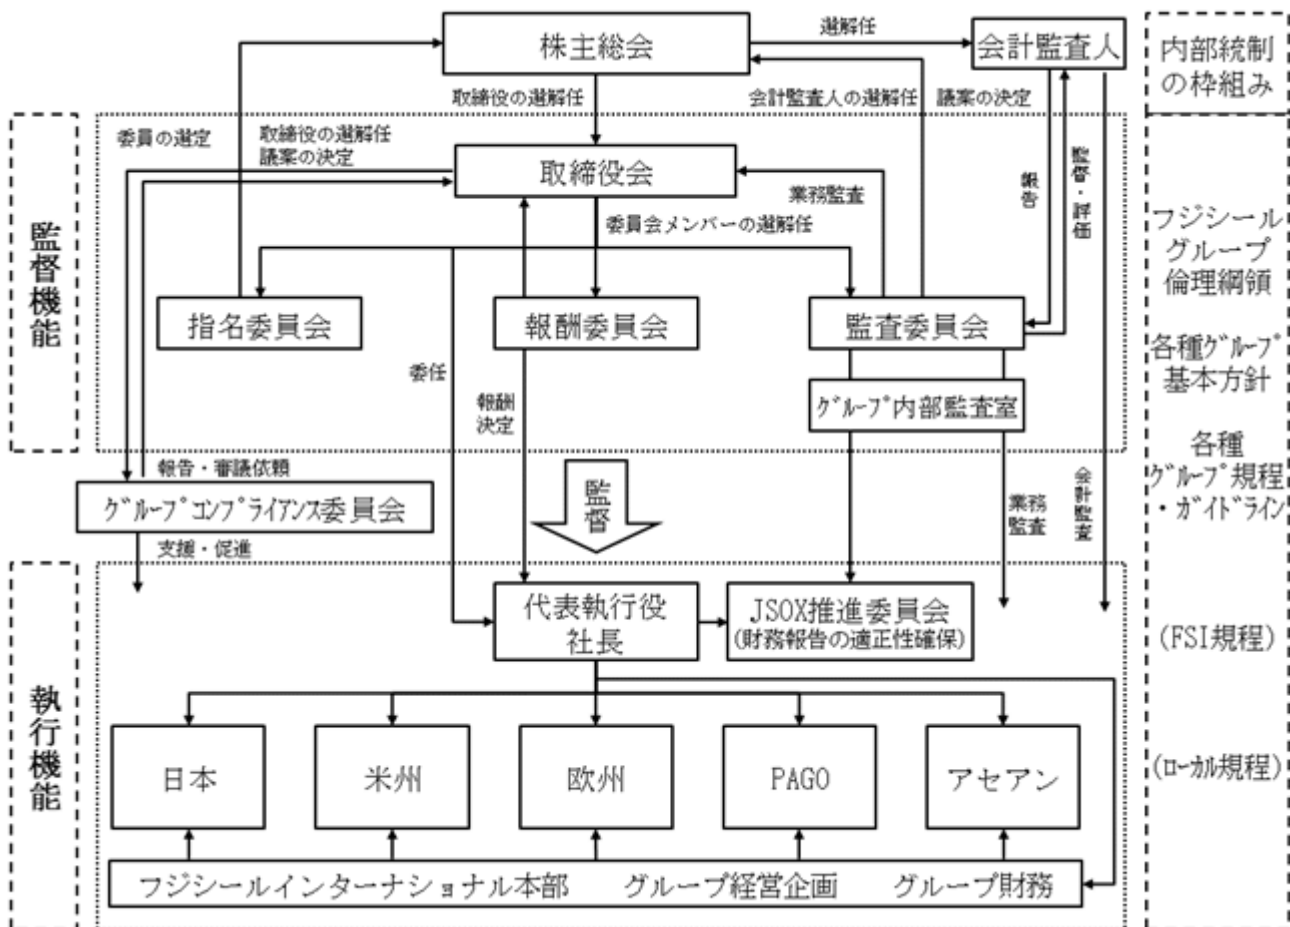 株主総会
選解任
会計監査人
内部統制
の枠組み
取締役の選解任
会計監査人の選解任
議案の決定
委員の選定
取締役の選解任
議案の決定
取締役会
業務監査
報告
監督・評価
監督機能
委員会メンバーの選解任
フジシール
グループ
倫理綱領
指名委員会
報酬委員会
監査委員会
各種グループ
基本方針
委任
報酬
決定
グループ内部監査室
各種
グループ規程
・ガイドライン
報告・審議依頼
グループコンプライアンス委員会
監督
業務
監査
会計監査
支援・促進
執行機能
代表執行役
社長
JSOX推進委員会
(財務報告の適正性確保)
(FSI規程)
日本
米州
欧州
PAGO
アセアン
(ローカル規程)
フジシールインターナショナル本部
グループ経営企画
グループ財務